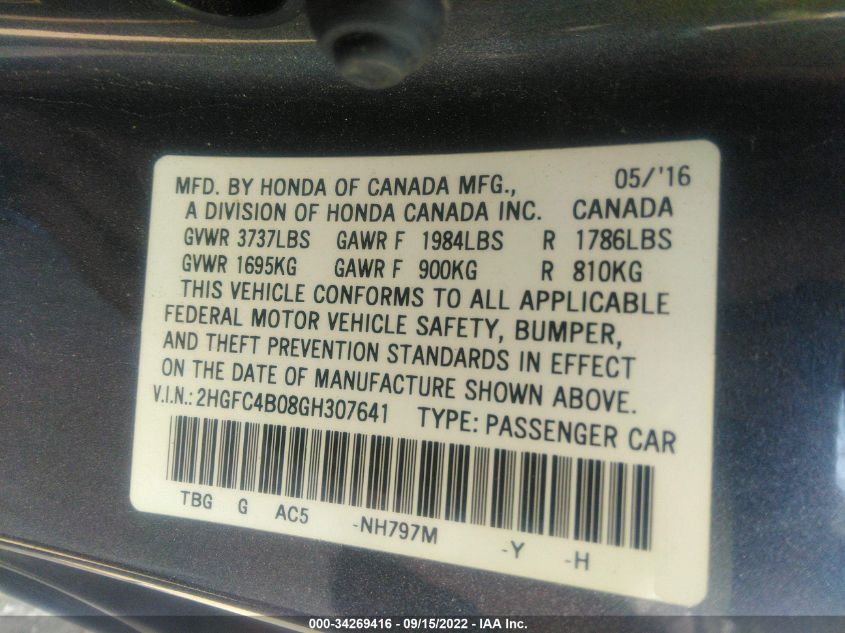 MFD. BY HONDA OF CANADA MFG., 05/'16
A DIVISION OF HONDA CANADA INC. CANADA
GVWR 3737LBS GAWR F 1984LBS R 1786LBS
GVWR 1695KG GAWR F 900KG R 810KG
THIS VEHICLE CONFORMS TO ALL APPLICABLE
FEDERAL MOTOR VEHICLE SAFETY, BUMPER,
AND THEFT PREVENTION STANDARDS IN EFFECT
ON THE DATE OF MANUFACTURE SHOWN ABOVE.
V.I.N.: 2HGFC4B08GH307641 TYPE: PASSENGER CAR
TBG G AC5 -NH797M -Y -H
000-34269416 - 09/15/2022 - IAA Inc.